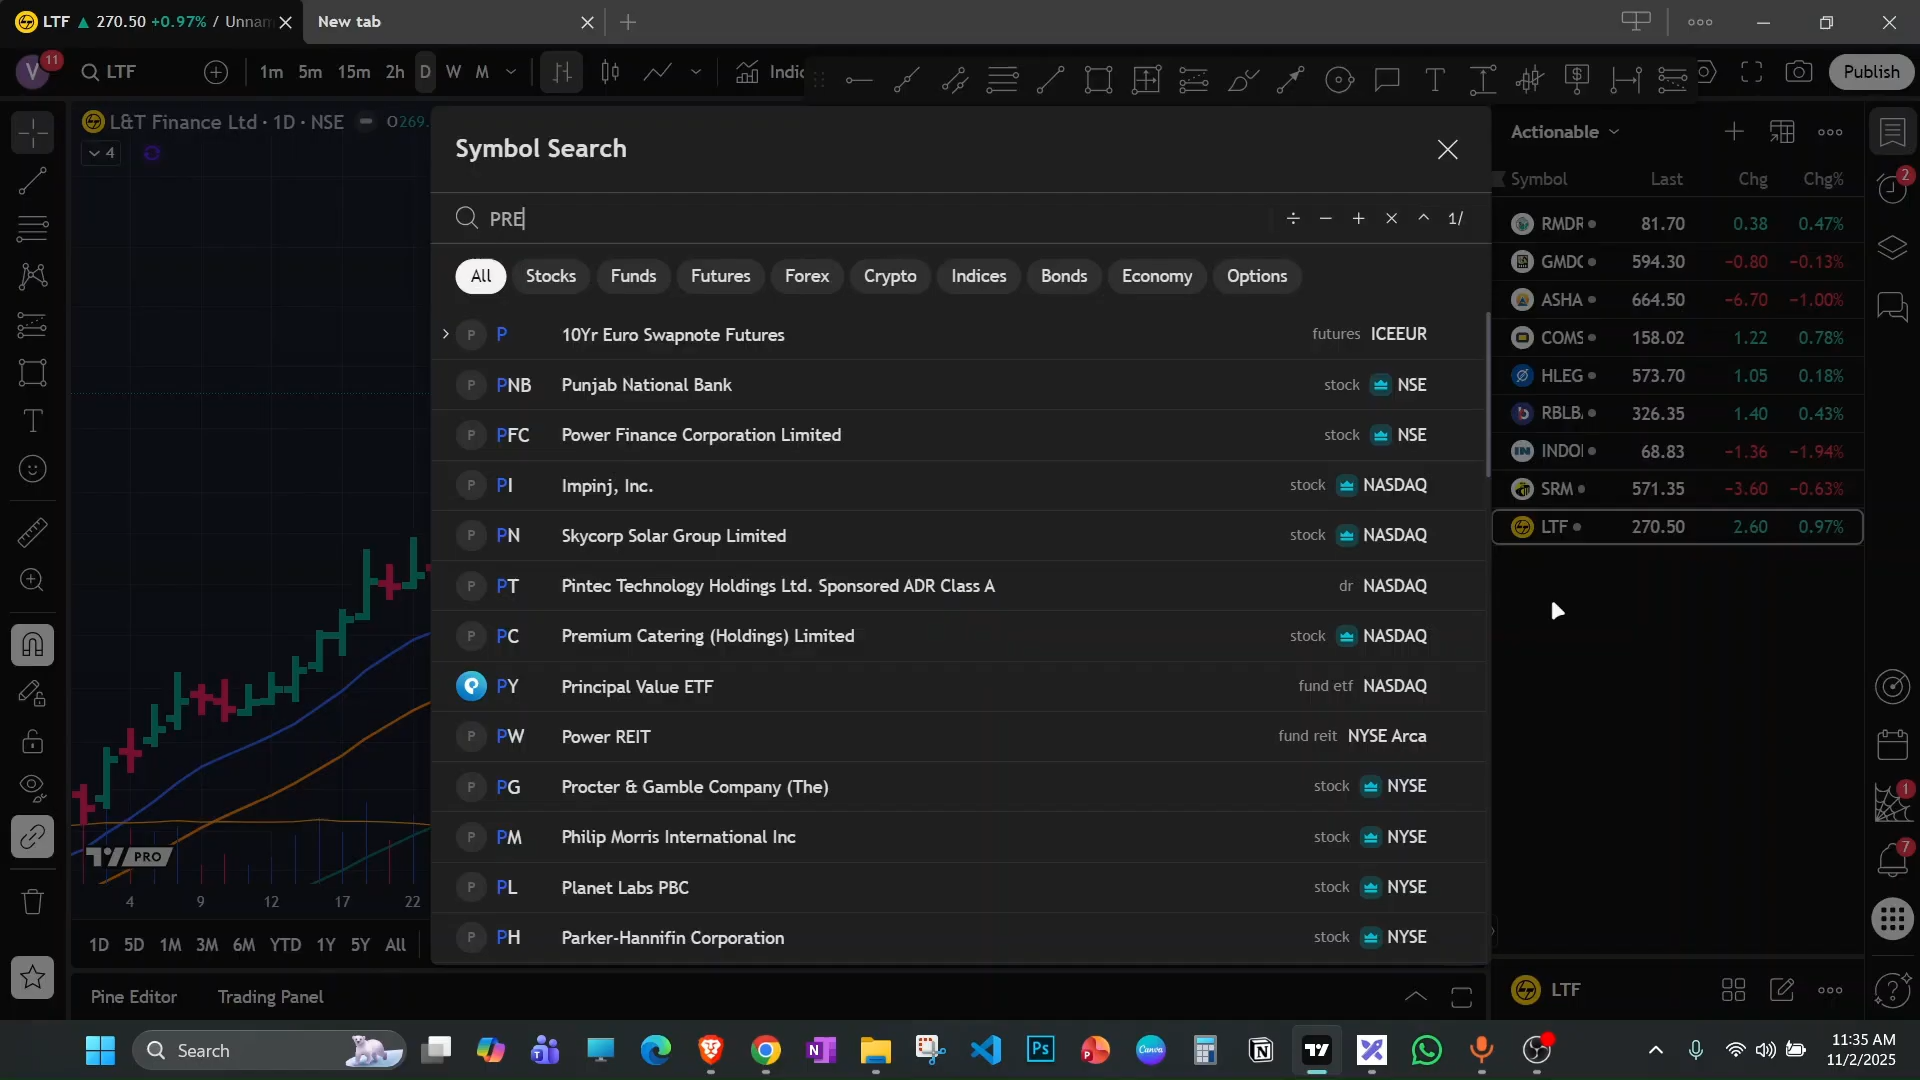 LTF ▲ 270.50 +0.97% / Unnam
New tab
V
11
LTF
1m 5m 15m 2h D W M
Indic
Publish
L&T Finance Ltd · 1D · NSE
O269.
4
Symbol Search
PRE
÷ − + × ^ 1/
All Stocks Funds Futures Forex Crypto Indices Bonds Economy Options
P P 10Yr Euro Swapnote Futures futures ICEEUR
P PNB Punjab National Bank stock NSE
P PFC Power Finance Corporation Limited stock NSE
P PI Impinj, Inc. stock NASDAQ
P PN Skycorp Solar Group Limited stock NASDAQ
P PT Pintec Technology Holdings Ltd. Sponsored ADR Class A dr NASDAQ
P PC Premium Catering (Holdings) Limited stock NASDAQ
PY Principal Value ETF fund etf NASDAQ
P PW Power REIT fund reit NYSE Arca
P PG Procter & Gamble Company (The) stock NYSE
P PM Philip Morris International Inc stock NYSE
P PL Planet Labs PBC stock NYSE
P PH Parker-Hannifin Corporation stock NYSE
Actionable
Symbol Last Chg Chg%
RMDR 81.70 0.38 0.47%
GMDC 594.30 −0.80 −0.13%
ASHA 664.50 −6.70 −1.00%
COMS 158.02 1.22 0.78%
HLEG 573.70 1.05 0.18%
RBLBA 326.35 1.40 0.43%
INDOI 68.83 −1.36 −1.94%
SRM 571.35 −3.60 −0.63%
LTF 270.50 2.60 0.97%
2
1
7
PRO
4 9 12 17 22
1D 5D 1M 3M 6M YTD 1Y 5Y All
Pine Editor Trading Panel
LTF
Search
11:35 AM
11/2/2025